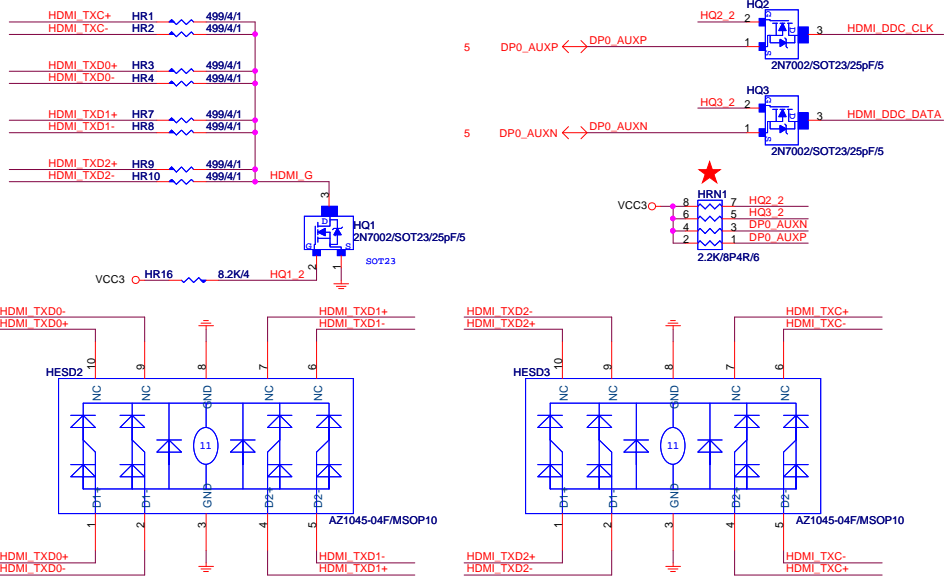 HDMI_TXC+ HR1 499/4/1
HDMI_TXC- HR2 499/4/1
HDMI_TXD0+ HR3 499/4/1
HDMI_TXD0- HR4 499/4/1
HDMI_TXD1+ HR7 499/4/1
HDMI_TXD1- HR8 499/4/1
HDMI_TXD2+ HR9 499/4/1
HDMI_TXD2- HR10 499/4/1
HDMI_G
3
D
G S
HQ1
2N7002/SOT23/25pF/5
SOT23
2 1
VCC3 HR16 8.2K/4 HQ1_2
HQ2
HQ2_2 2
G
D
S
3 HDMI_DDC_CLK
5 DP0_AUXP DP0_AUXP 1
2N7002/SOT23/25pF/5
HQ3
HQ3_2 2
G
D
S
3 HDMI_DDC_DATA
5 DP0_AUXN DP0_AUXN 1
2N7002/SOT23/25pF/5
HRN1
VCC3 8 7 HQ2_2
6 5 HQ3_2
4 3 DP0_AUXN
2 1 DP0_AUXP
2.2K/8P4R/6
HDMI_TXD0- HDMI_TXD1+
HDMI_TXD0+ HDMI_TXD1-
10 9 8 7 6
HESD2
NC NC GND NC NC
11
D1+ D1- GND D2+ D2-
AZ1045-04F/MSOP10
1 2 3 4 5
HDMI_TXD0+ HDMI_TXD1-
HDMI_TXD0- HDMI_TXD1+
HDMI_TXD2- HDMI_TXC+
HDMI_TXD2+ HDMI_TXC-
10 9 8 7 6
HESD3
NC NC GND NC NC
11
D1+ D1- GND D2+ D2-
AZ1045-04F/MSOP10
1 2 3 4 5
HDMI_TXD2+ HDMI_TXC-
HDMI_TXD2- HDMI_TXC+